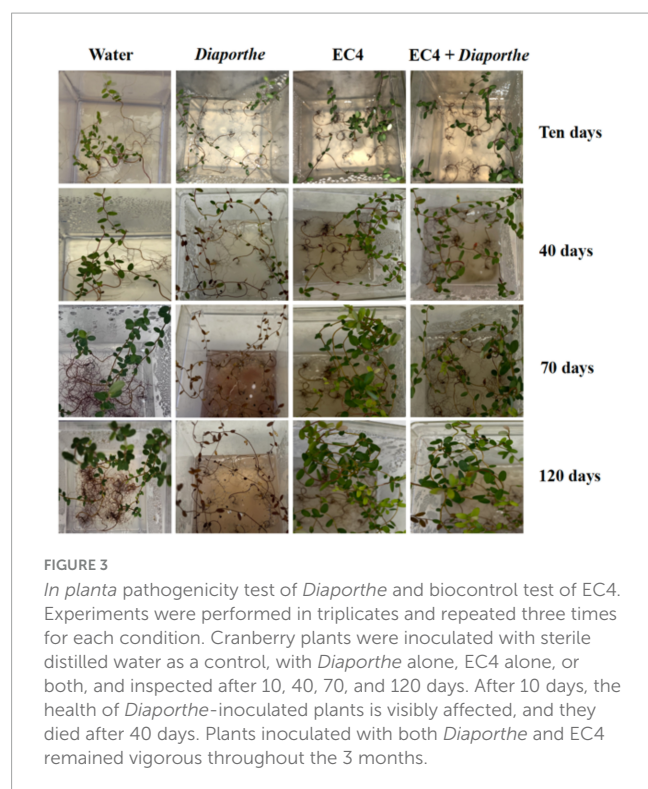 Water Diaporthe EC4 EC4 + Diaporthe
Ten days
40 days
70 days
120 days
FIGURE 3
In planta pathogenicity test of Diaporthe and biocontrol test of EC4.
Experiments were performed in triplicates and repeated three times
for each condition. Cranberry plants were inoculated with sterile
distilled water as a control, with Diaporthe alone, EC4 alone, or
both, and inspected after 10, 40, 70, and 120 days. After 10 days, the
health of Diaporthe-inoculated plants is visibly affected, and they
died after 40 days. Plants inoculated with both Diaporthe and EC4
remained vigorous throughout the 3 months.